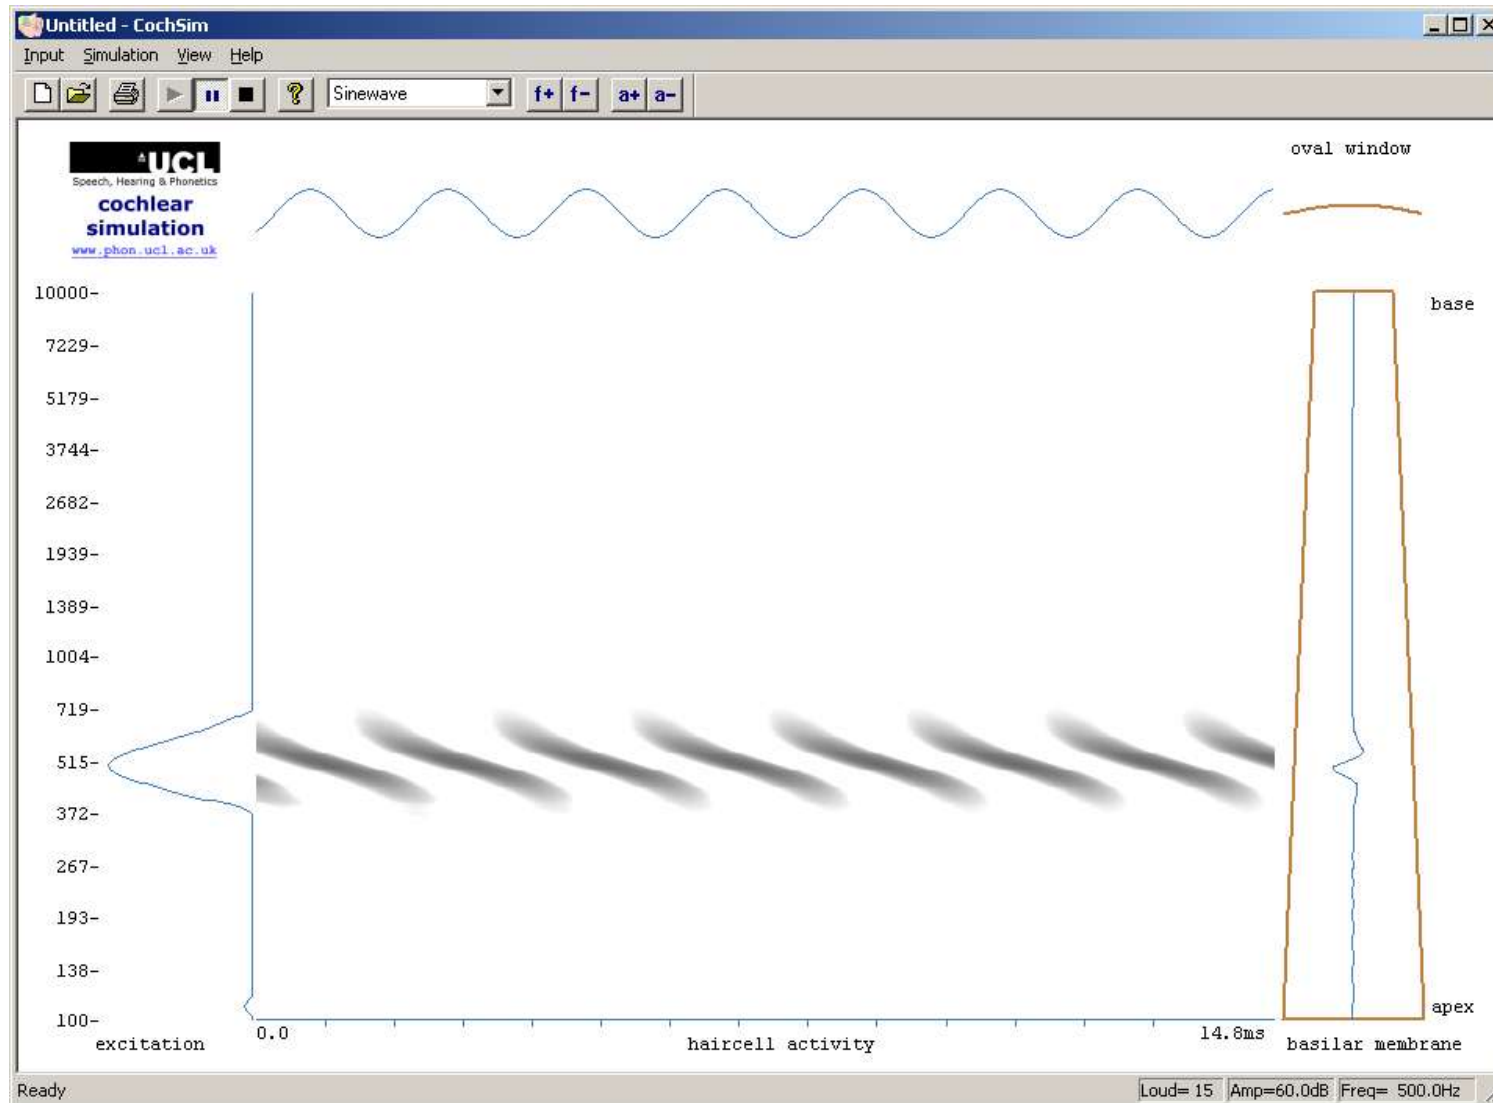 Untitled - CochSim
Input Simulation View Help
Sinewave f+ f- a+ a-
UCL
Speech, Hearing & Phonetics
cochlear
simulation
www.phon.ucl.ac.uk
oval window
10000-
base
7229-
5179-
3744-
2682-
1939-
1389-
1004-
719-
515-
372-
267-
193-
138-
apex
100-
0.0 14.8ms
excitation haircell activity basilar membrane
Ready Loud= 15 Amp=60.0dB Freq= 500.0Hz